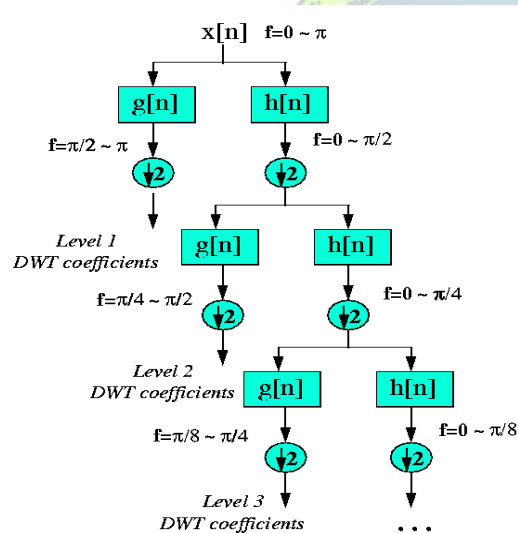 x[n] f=0 ~ π
g[n] h[n]
f=π/2 ~ π f=0 ~ π/2
↓2 ↓2
Level 1
DWT coefficients
g[n] h[n]
f=π/4 ~ π/2 f=0 ~ π/4
↓2 ↓2
Level 2
DWT coefficients
g[n] h[n]
f=π/8 ~ π/4 f=0 ~ π/8
↓2 ↓2
Level 3
DWT coefficients
. . .